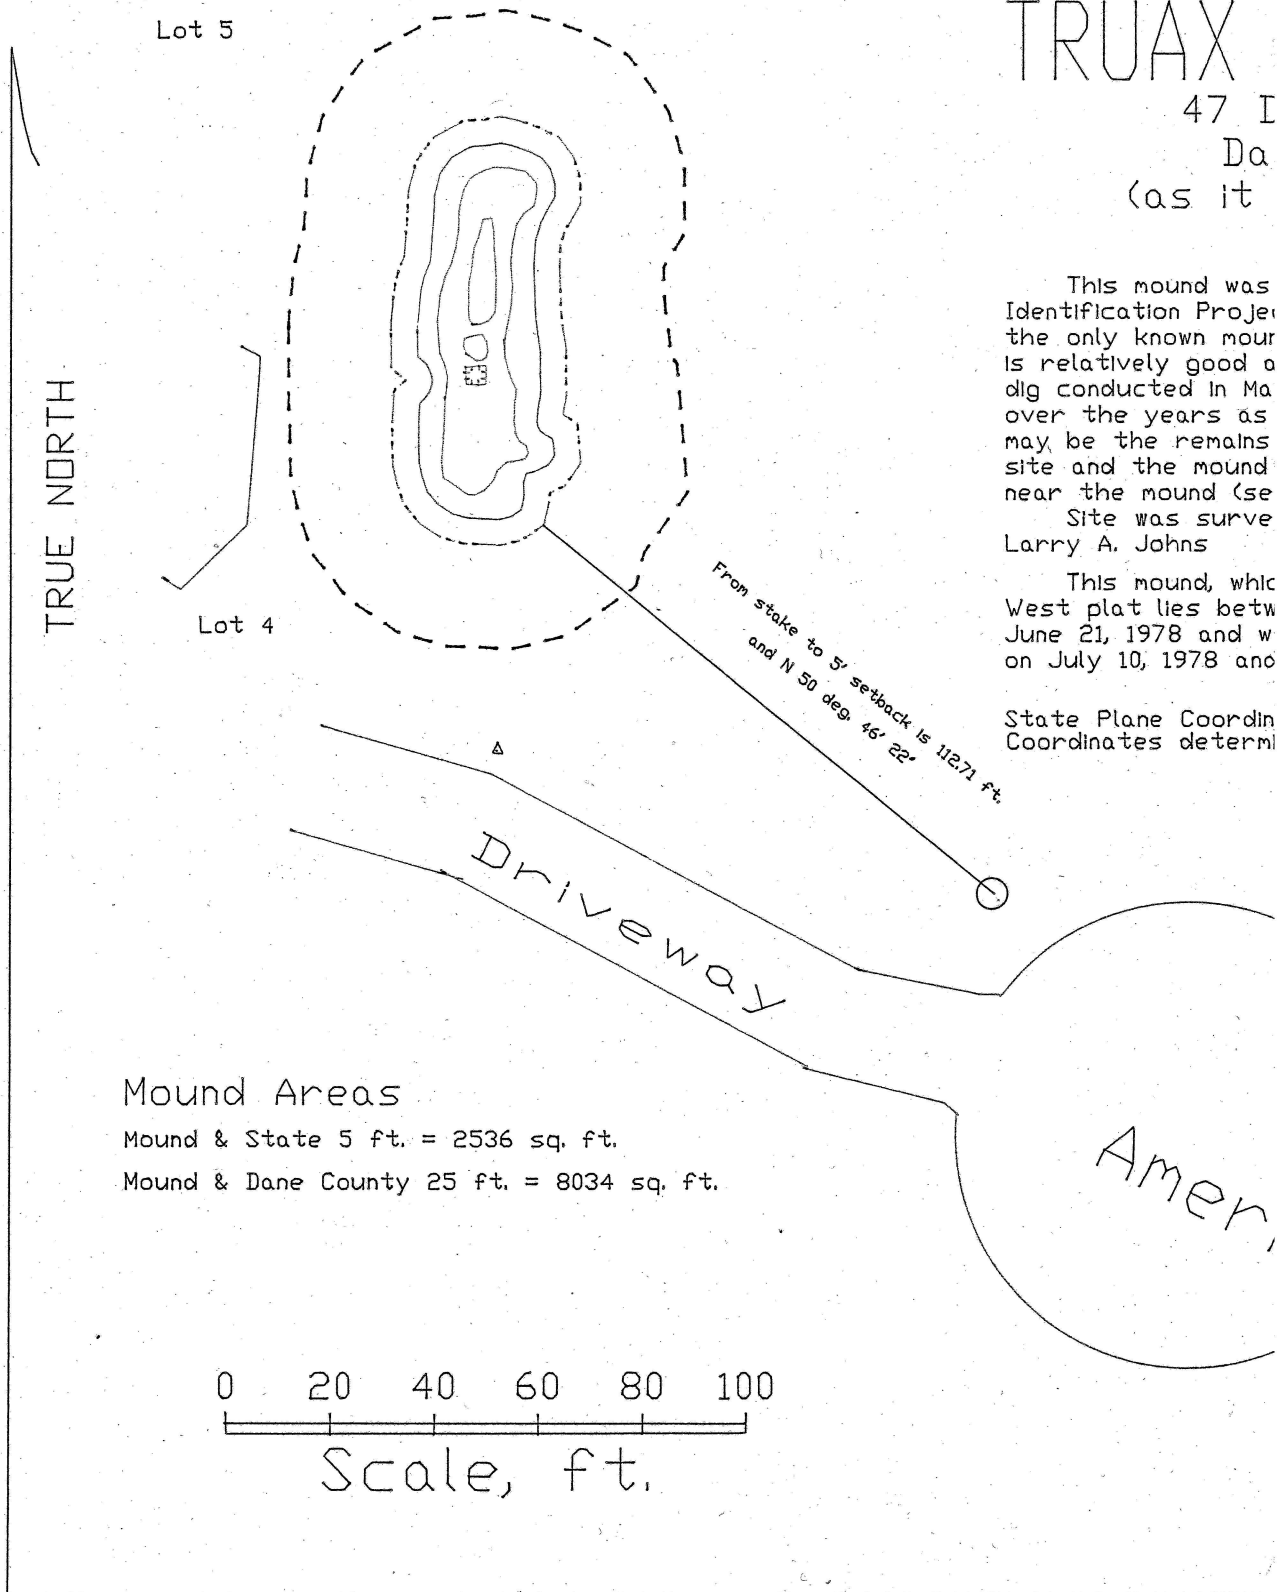 Lot 5
TRUAX
47 D
Da
(as it
This mound was
Identification Projec
the only known moun
is relatively good a
dig conducted in Ma
over the years as
may be the remains
site and the mound
near the mound (se
Site was surve
Larry A. Johns
This mound, whic
West plat lies betw
June 21, 1978 and w
on July 10, 1978 and
State Plane Coordin
Coordinates determi
TRUE NORTH
Lot 4
From stake to 5' setback is 112.71 ft.
and N 50 deg. 46' 22"
Driveway
Mound Areas
Mound & State 5 ft. = 2536 sq. ft.
Mound & Dane County 25 ft. = 8034 sq. ft.
Amer
0 20 40 60 80 100
Scale, ft.